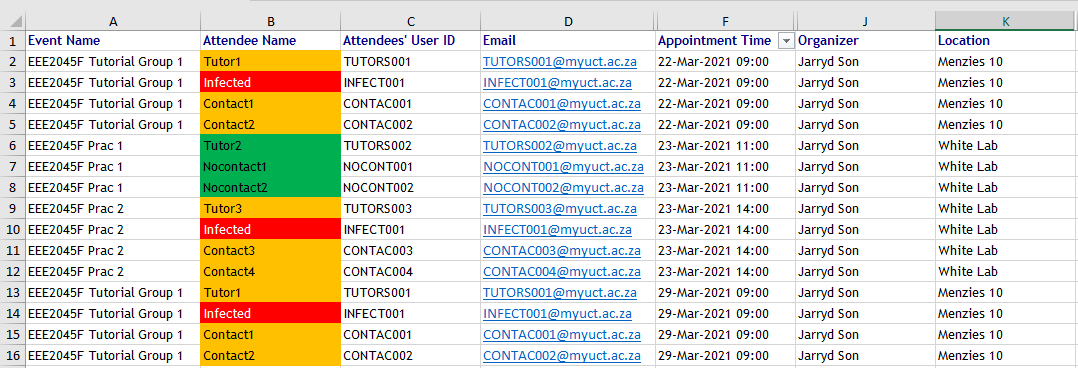 A B C D F J K
1 Event Name Attendee Name Attendees' User ID Email Appointment Time Organizer Location
2 EEE2045F Tutorial Group 1 Tutor1 TUTORS001 TUTORS001@myuct.ac.za 22-Mar-2021 09:00 Jarryd Son Menzies 10
3 EEE2045F Tutorial Group 1 Infected INFECT001 INFECT001@myuct.ac.za 22-Mar-2021 09:00 Jarryd Son Menzies 10
4 EEE2045F Tutorial Group 1 Contact1 CONTAC001 CONTAC001@myuct.ac.za 22-Mar-2021 09:00 Jarryd Son Menzies 10
5 EEE2045F Tutorial Group 1 Contact2 CONTAC002 CONTAC002@myuct.ac.za 22-Mar-2021 09:00 Jarryd Son Menzies 10
6 EEE2045F Prac 1 Tutor2 TUTORS002 TUTORS002@myuct.ac.za 23-Mar-2021 11:00 Jarryd Son White Lab
7 EEE2045F Prac 1 Nocontact1 NOCONT001 NOCONT001@myuct.ac.za 23-Mar-2021 11:00 Jarryd Son White Lab
8 EEE2045F Prac 1 Nocontact2 NOCONT002 NOCONT002@myuct.ac.za 23-Mar-2021 11:00 Jarryd Son White Lab
9 EEE2045F Prac 2 Tutor3 TUTORS003 TUTORS003@myuct.ac.za 23-Mar-2021 14:00 Jarryd Son White Lab
10 EEE2045F Prac 2 Infected INFECT001 INFECT001@myuct.ac.za 23-Mar-2021 14:00 Jarryd Son White Lab
11 EEE2045F Prac 2 Contact3 CONTAC003 CONTAC003@myuct.ac.za 23-Mar-2021 14:00 Jarryd Son White Lab
12 EEE2045F Prac 2 Contact4 CONTAC004 CONTAC004@myuct.ac.za 23-Mar-2021 14:00 Jarryd Son White Lab
13 EEE2045F Tutorial Group 1 Tutor1 TUTORS001 TUTORS001@myuct.ac.za 29-Mar-2021 09:00 Jarryd Son Menzies 10
14 EEE2045F Tutorial Group 1 Infected INFECT001 INFECT001@myuct.ac.za 29-Mar-2021 09:00 Jarryd Son Menzies 10
15 EEE2045F Tutorial Group 1 Contact1 CONTAC001 CONTAC001@myuct.ac.za 29-Mar-2021 09:00 Jarryd Son Menzies 10
16 EEE2045F Tutorial Group 1 Contact2 CONTAC002 CONTAC002@myuct.ac.za 29-Mar-2021 09:00 Jarryd Son Menzies 10